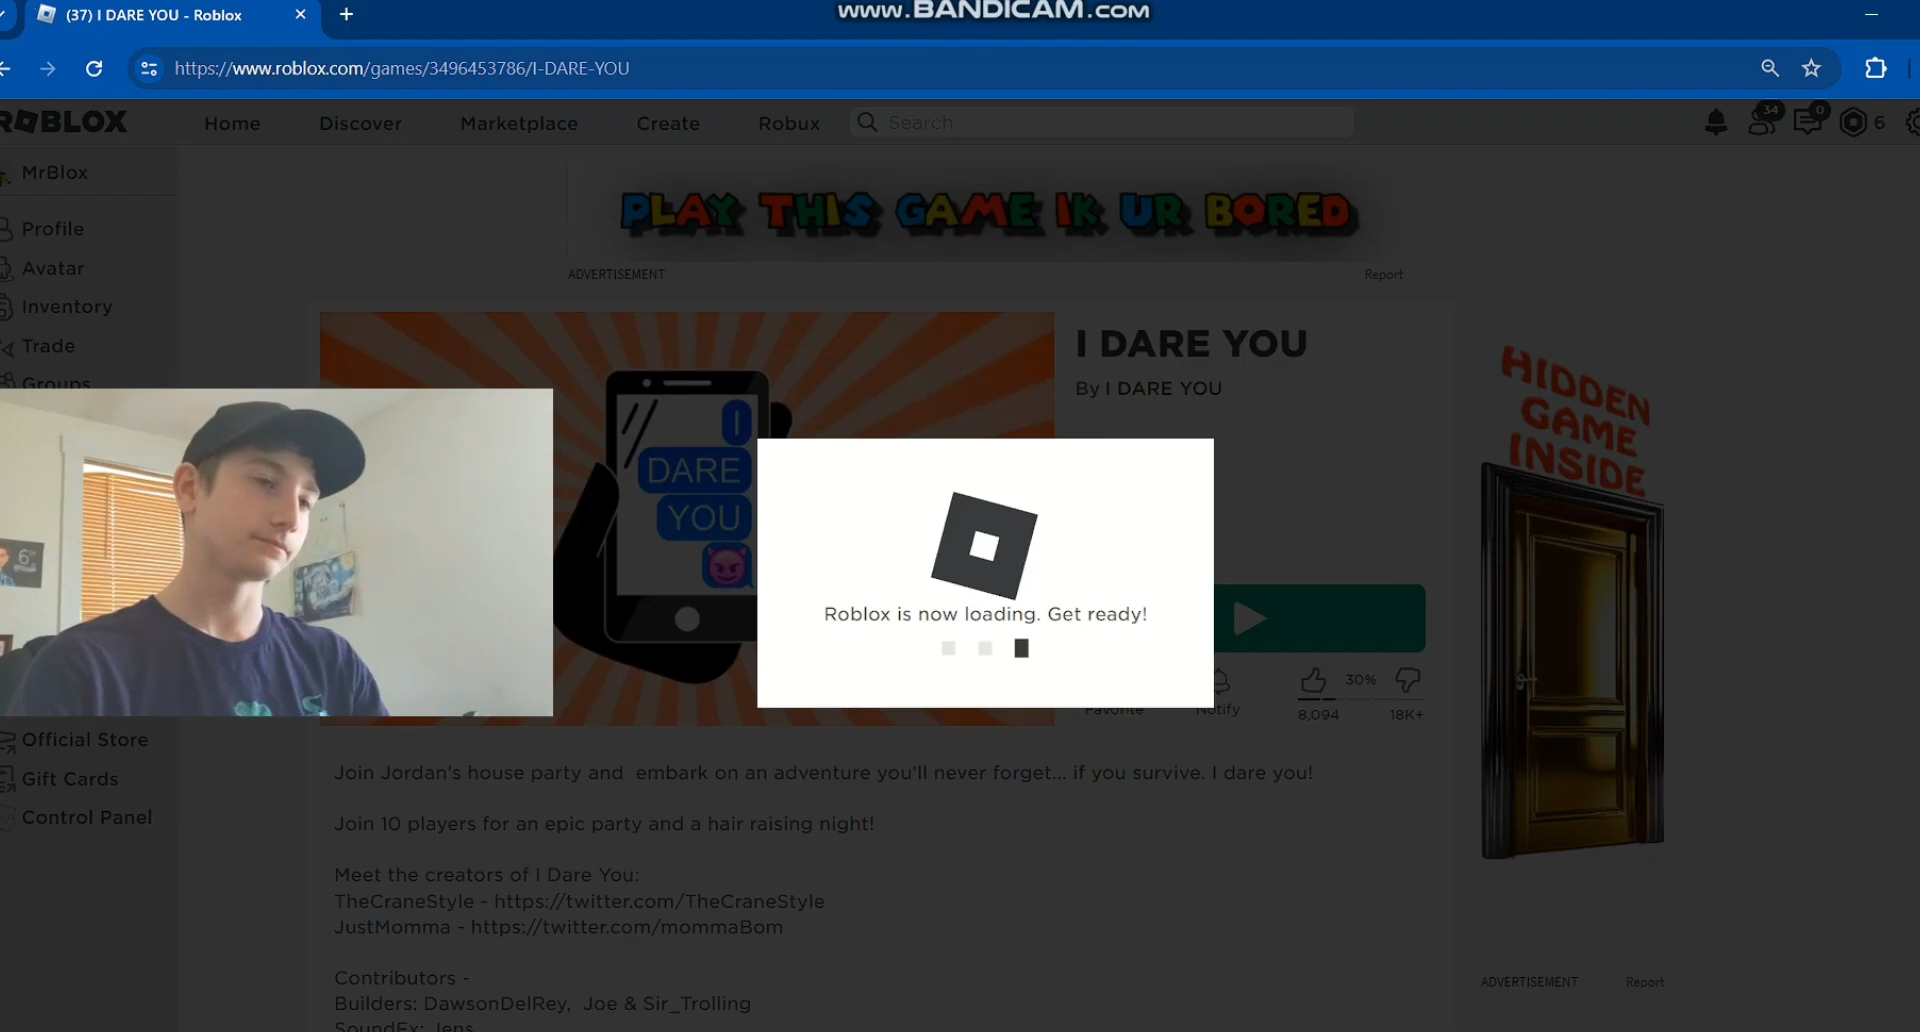 www.BANDICAM.com
(37) I DARE YOU - Roblox
https://www.roblox.com/games/3496453786/I-DARE-YOU
ROBLOX
Home
Discover
Marketplace
Create
Robux
Search
34
0
6
MrBlox
PLAY THIS GAME IK UR BORED
Profile
Avatar
Inventory
Trade
Groups
ADVERTISEMENT
Report
I DARE YOU
By I DARE YOU
HIDDEN
GAME
INSIDE
I
DARE
YOU
6
Roblox is now loading. Get ready!
30%
Favorite
Notify
8,094
18K+
Official Store
Gift Cards
Control Panel
Join Jordan's house party and  embark on an adventure you'll never forget... if you survive. I dare you!
Join 10 players for an epic party and a hair raising night!
Meet the creators of I Dare You:
TheCraneStyle - https://twitter.com/TheCraneStyle
JustMomma - https://twitter.com/mommaBom
Contributors -
Builders: DawsonDelRey,  Joe & Sir_Trolling
SoundEx: Jens
ADVERTISEMENT
Report